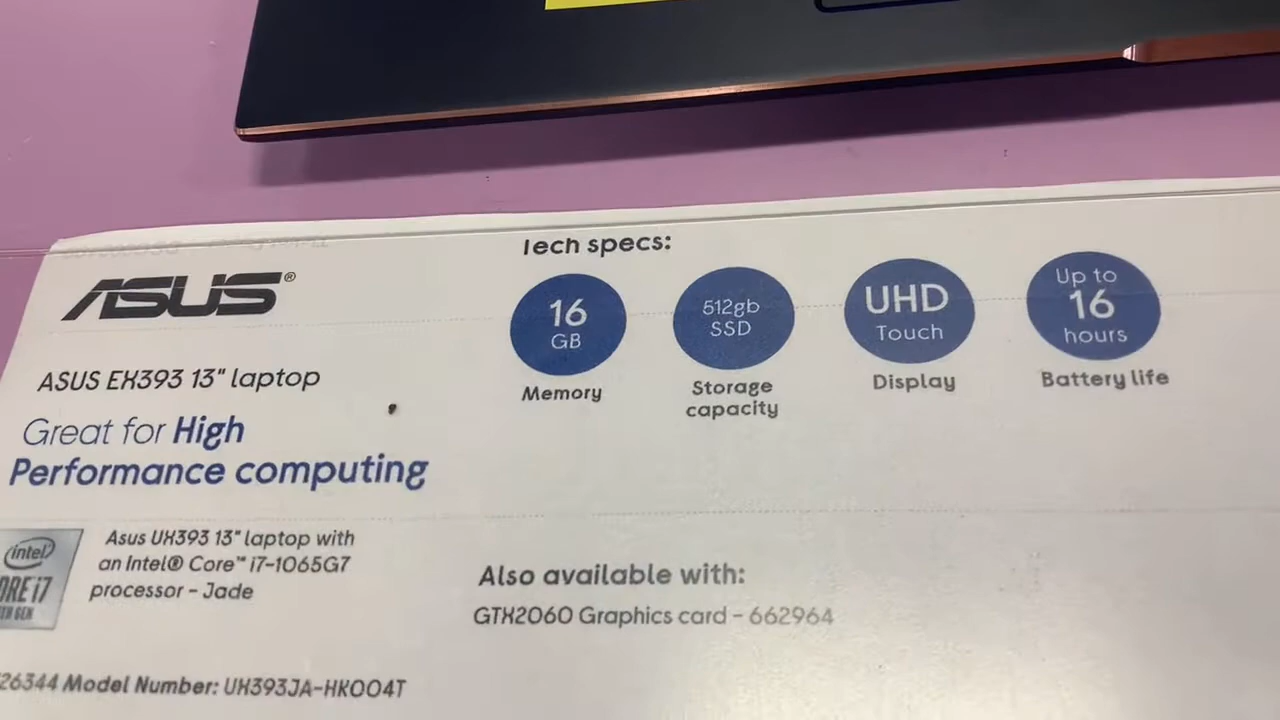 Tech specs:
ASUS®
16
GB
Memory
512gb
SSD
Storage
capacity
UHD
Touch
Display
Up to
16
hours
Battery life
ASUS EX393 13" laptop
Great for High
Performance computing
intel
ORE i7
Asus UX393 13" laptop with
an Intel® Core™ i7-1065G7
processor - Jade
Also available with:
GTX2060 Graphics card - 662964
26344 Model Number: UX393JA-HK004T